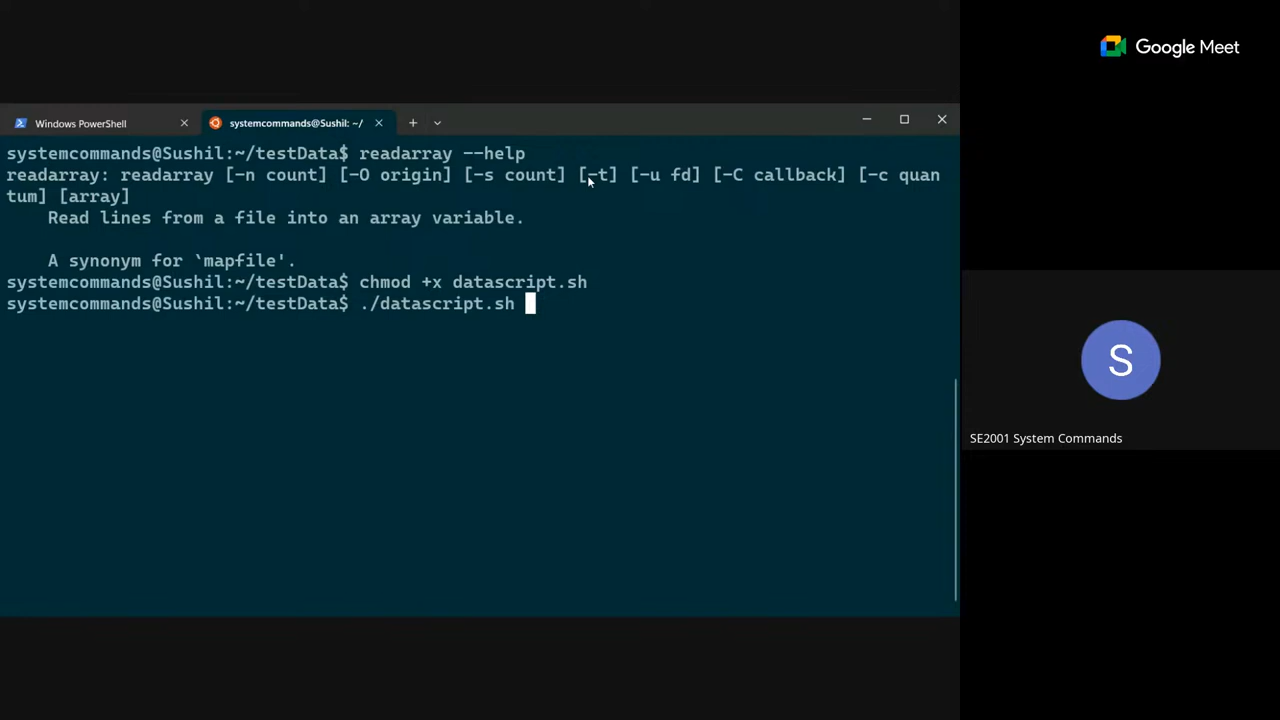 Google Meet
Windows PowerShell
systemcommands@Sushil: ~/
systemcommands@Sushil:~/testData$ readarray --help
readarray: readarray [-n count] [-O origin] [-s count] [-t] [-u fd] [-C callback] [-c quan
tum] [array]
Read lines from a file into an array variable.
A synonym for `mapfile'.
systemcommands@Sushil:~/testData$ chmod +x datascript.sh
systemcommands@Sushil:~/testData$ ./datascript.sh
S
SE2001 System Commands